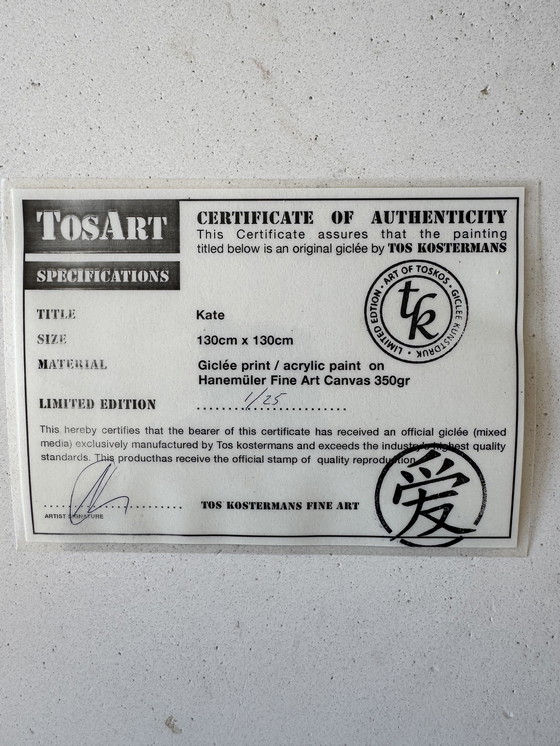 TOSART
SPECIFICATIONS
CERTIFICATE OF AUTHENTICITY
This Certificate assures that the painting
titled below is an original giclée by TOS KOSTERMANS
TITLE Kate
SIZE 130cm x 130cm
MATERIAL Giclée print / acrylic paint on
Hanemüler Fine Art Canvas 350gr
LIMITED EDITION 1/25
ART OF TOSKOS • GICLEE KUNSTDRUK • LIMITED EDITION •
tk
This hereby certifies that the bearer of this certificate has received an official giclée (mixed
media) exclusively manufactured by Tos kostermans and exceeds the industry's highest quality
standards. This producthas receive the official stamp of quality reproduction
ARTIST SIGNATURE
TOS KOSTERMANS FINE ART
爱